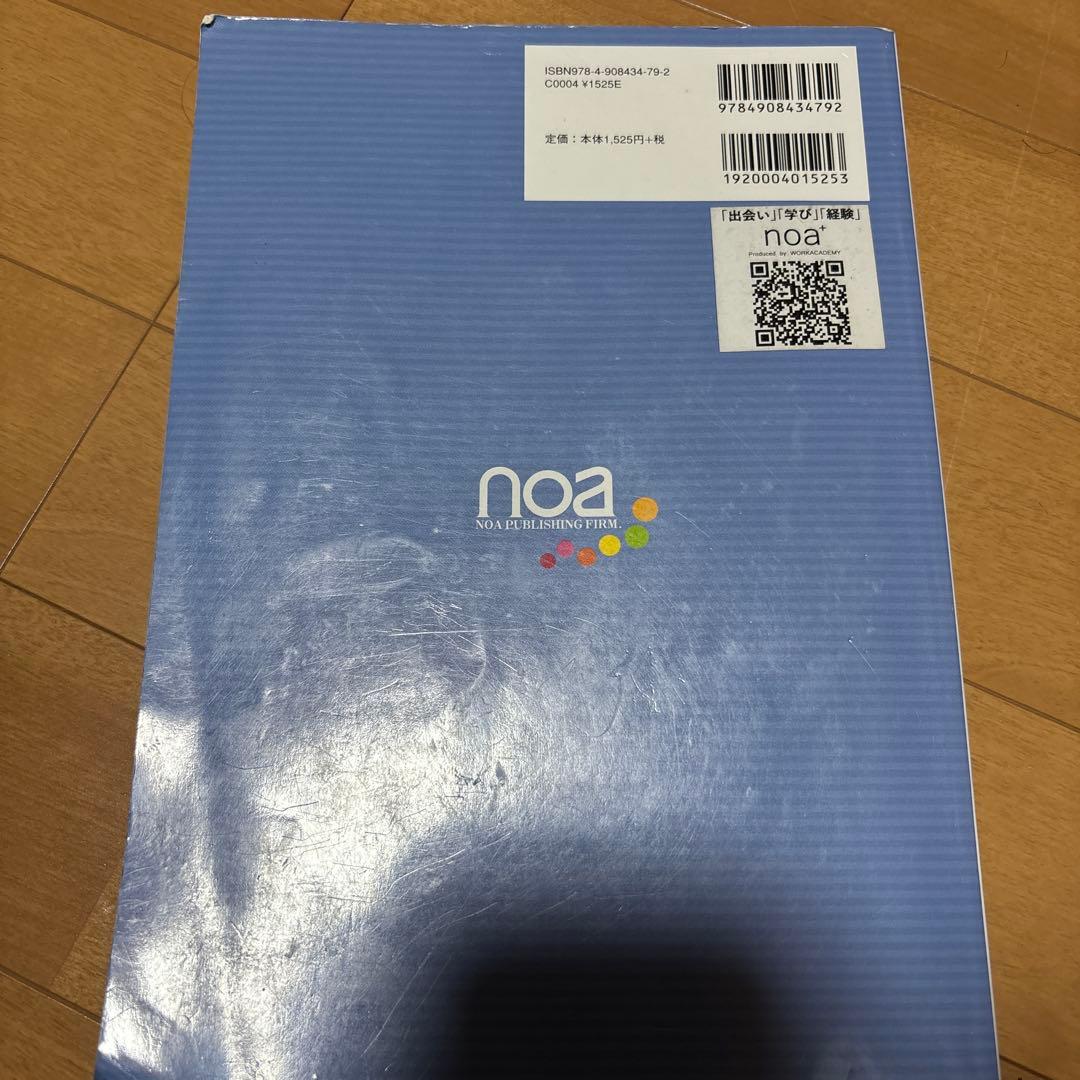 ISBN978-4-908434-79-2
C0004 ¥1525E
定価：本体1,525円+税
9784908434792
1920004015253
「出会い」「学び」「経験」
noa+
Produced by WORKACADEMY
noa
NOA PUBLISHING FIRM.